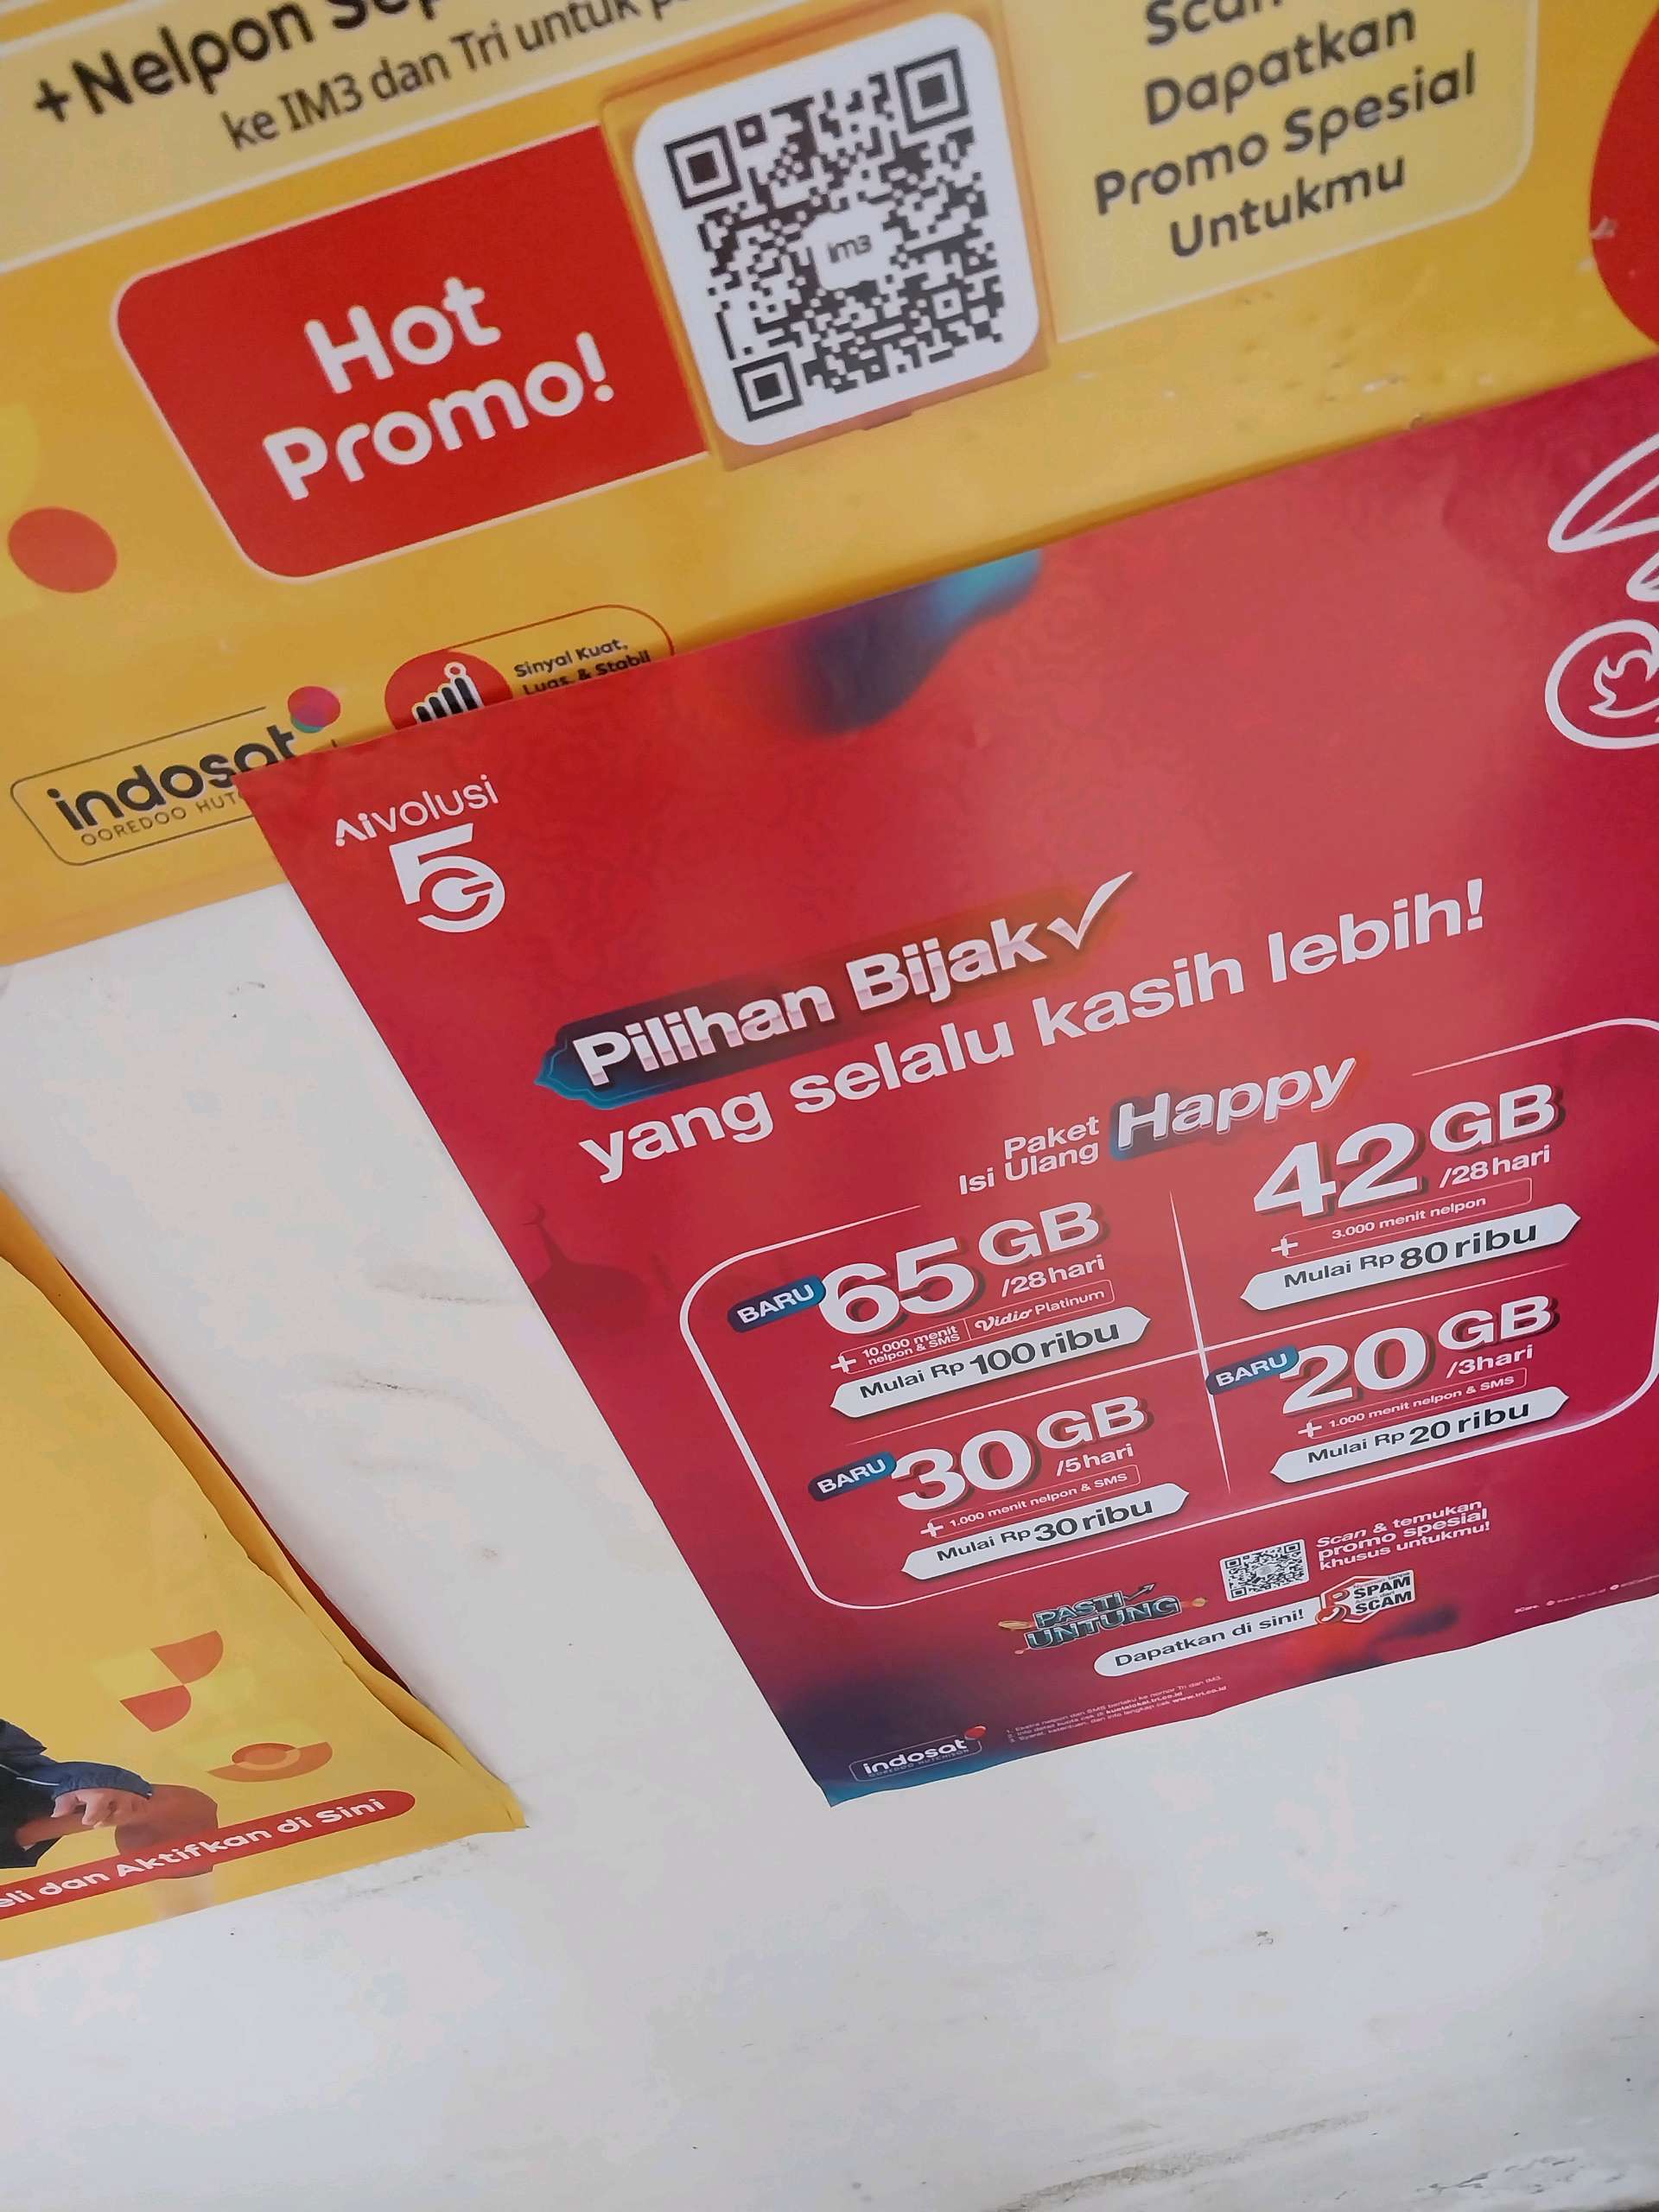 +Nelpon
ke IM3 dan Tri untuk
Hot
Promo!
im3
Scan
Dapatkan
Promo Spesial
Untukmu
indosat
OOREDOO HUT
Sinyal Kuat,
Luas, & Stabil
AIVOLUSI
5G
Pilihan Bijak
yang selalu kasih lebih!
Paket
Isi Ulang
Happy
BARU
65 GB
/28hari
+ 10.000 menit
nelpon & SMS
Vidio Platinum
Mulai Rp 100 ribu
42 GB
/28hari
+ 3.000 menit nelpon
Mulai Rp 80 ribu
BARU
30 GB
/5hari
+ 1.000 menit nelpon & SMS
Mulai Rp 30 ribu
BARU
20 GB
/3hari
+ 1.000 menit nelpon & SMS
Mulai Rp 20 ribu
PASTI
UNTUNG
Scan & temukan
promo spesial
khusus untukmu!
Dapatkan di sini!
SPAM
SCAM
indosat
OOREDOO HUTCHISON
eli dan Aktifkan di Sini